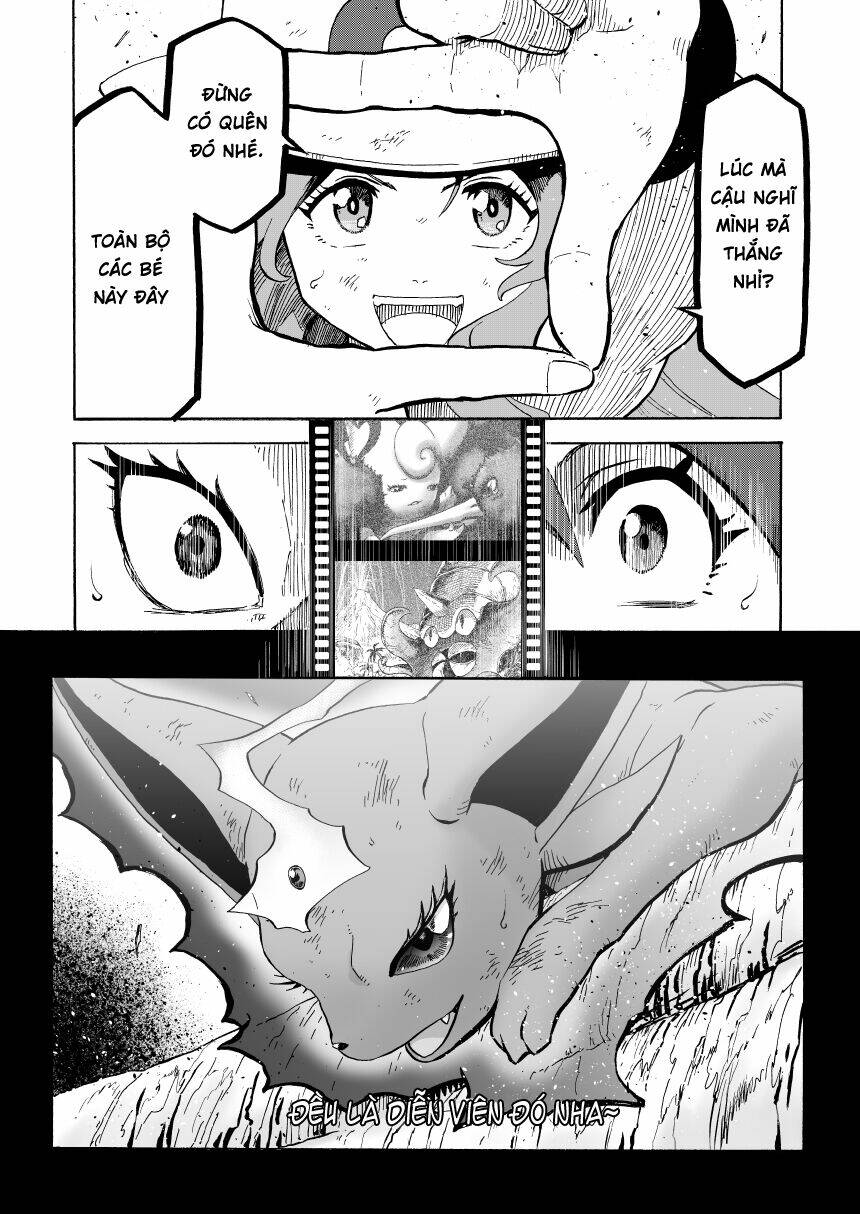 LÚC MÀ
CẬU NGHĨ
MÌNH ĐÃ
THẮNG
NHỈ?
ĐỪNG
CÓ QUÊN
ĐÓ NHÉ.
TOÀN BỘ
CÁC BÉ
NÀY ĐÂY
ĐỀU LÀ DIỄN VIÊN ĐÓ NHA~